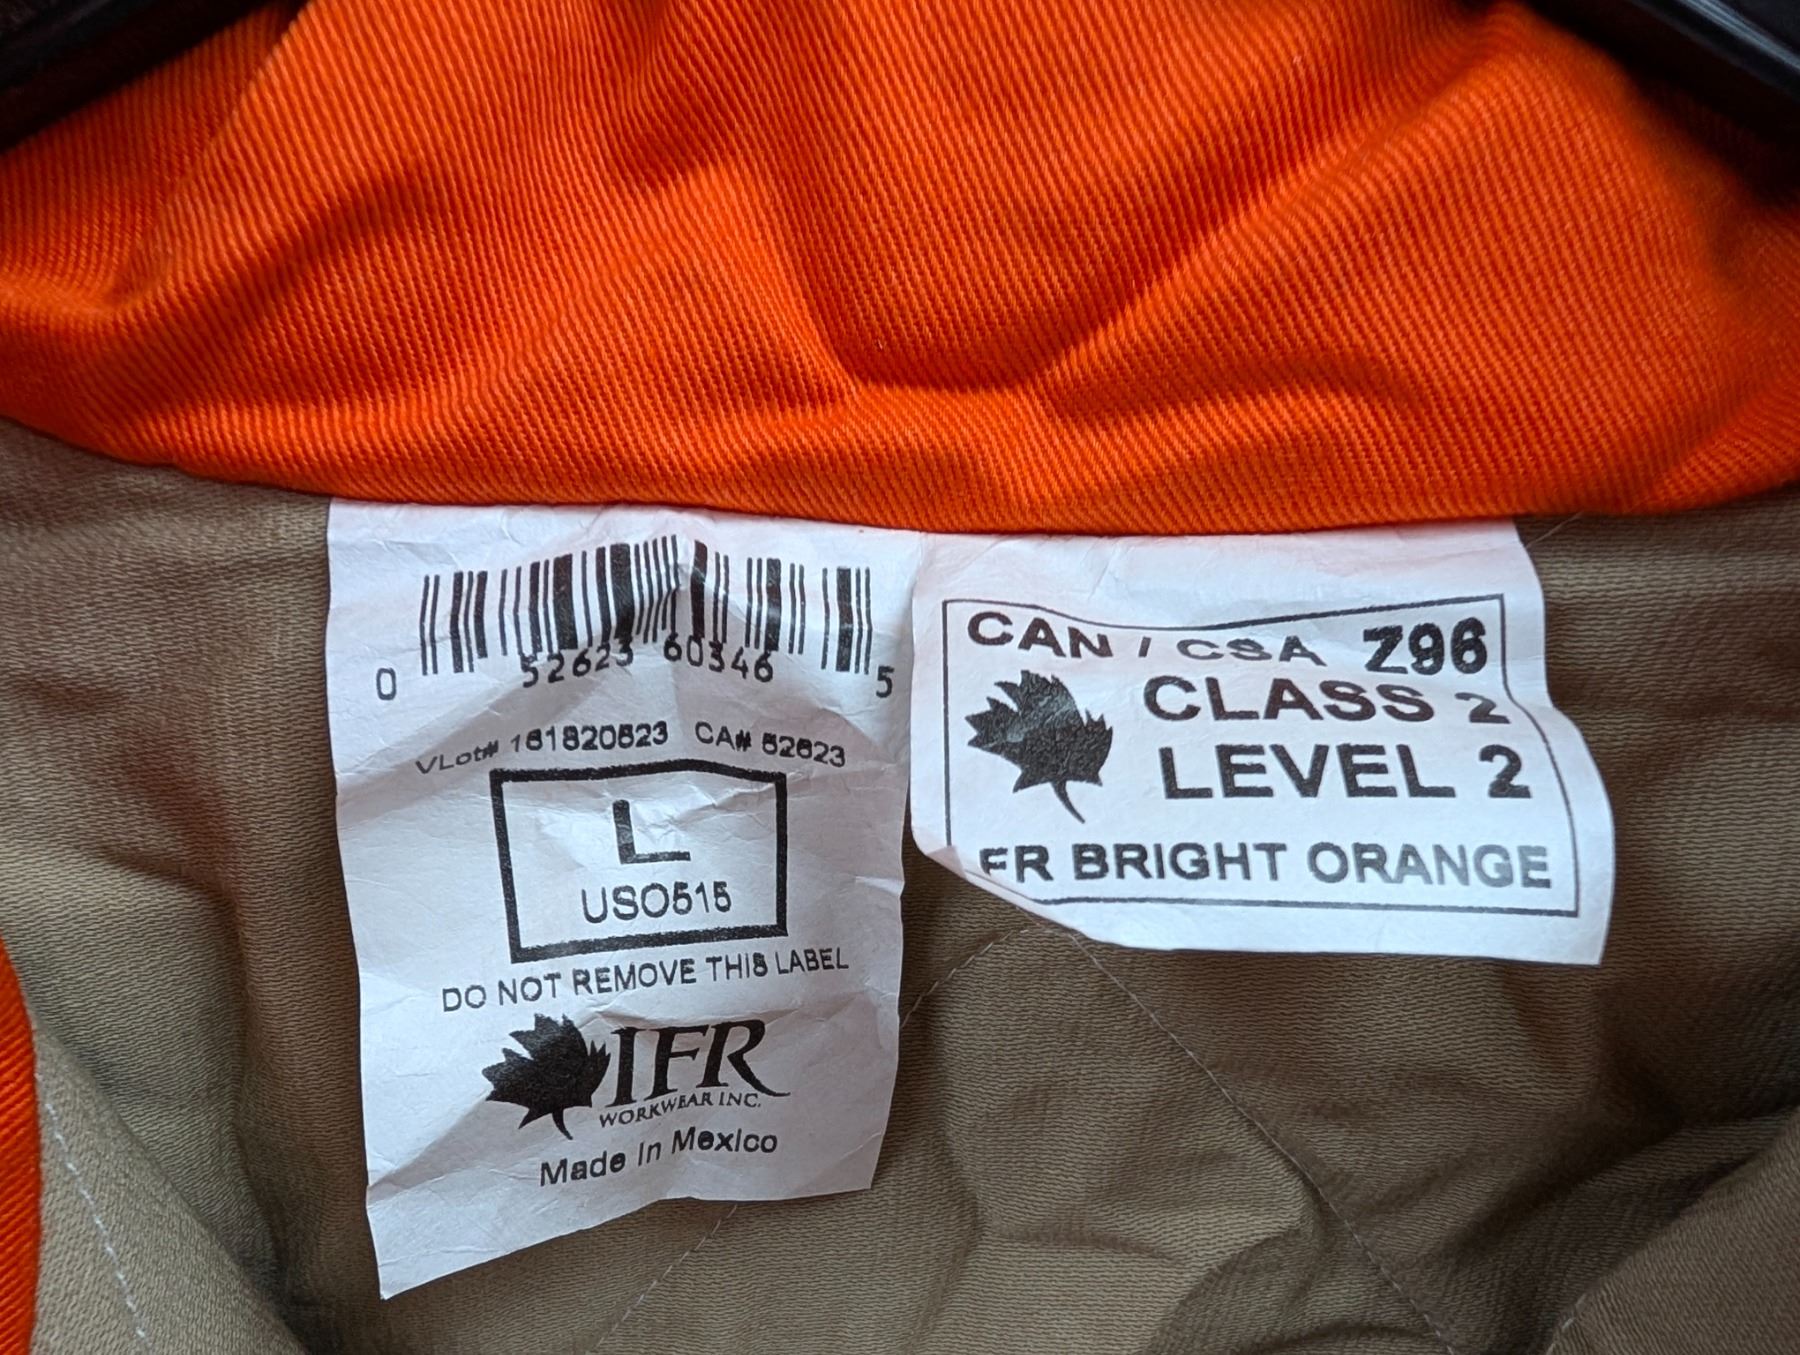 0 52623 60346 5
VLot# 161820623 CA# 52623
L
USO515
DO NOT REMOVE THIS LABEL
IFR
WORKWEAR INC.
Made In Mexico
CAN / CSA Z96
CLASS 2
LEVEL 2
FR BRIGHT ORANGE